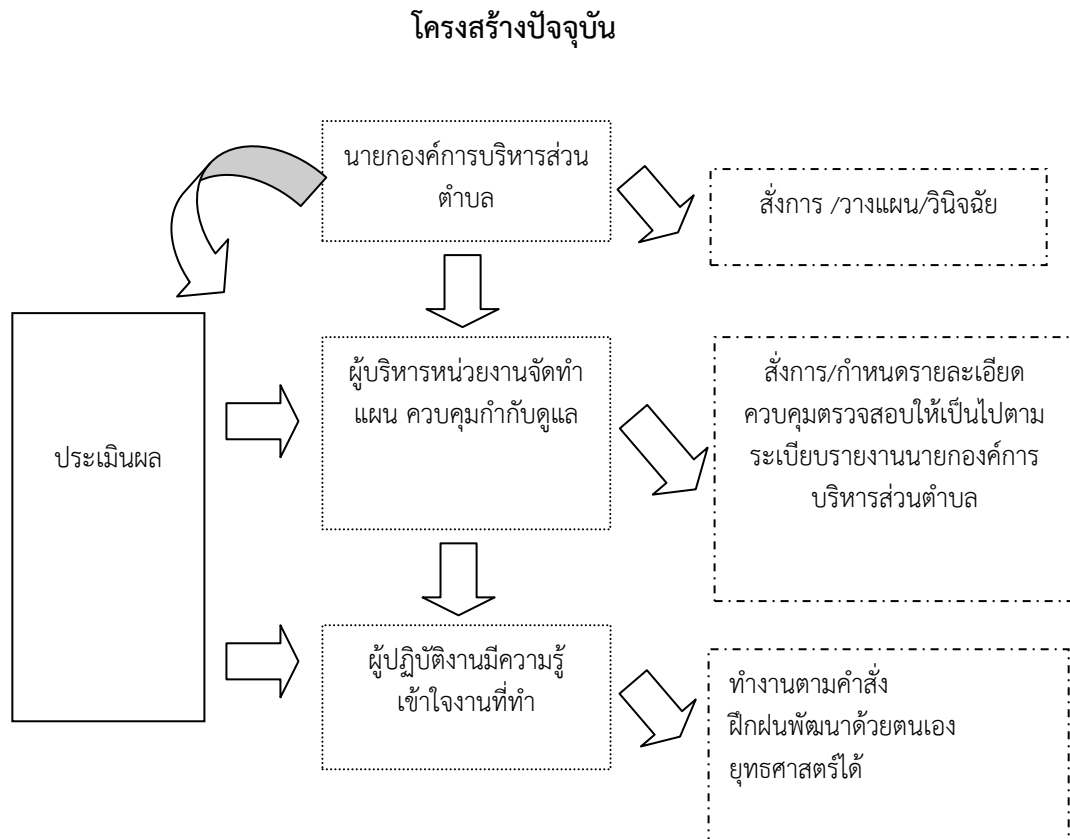 โครงสร้างปัจจุบัน
นายกองค์การบริหารส่วน
ตำบล
สั่งการ /วางแผน/วินิจฉัย
ผู้บริหารหน่วยงานจัดทำ
แผน ควบคุมกำกับดูแล
สั่งการ/กำหนดรายละเอียด
ควบคุมตรวจสอบให้เป็นไปตาม
ระเบียบรายงานนายกองค์การ
บริหารส่วนตำบล
ประเมินผล
ผู้ปฏิบัติงานมีความรู้
เข้าใจงานที่ทำ
ทำงานตามคำสั่ง
ฝึกฝนพัฒนาด้วยตนเอง
ยุทธศาสตร์ได้